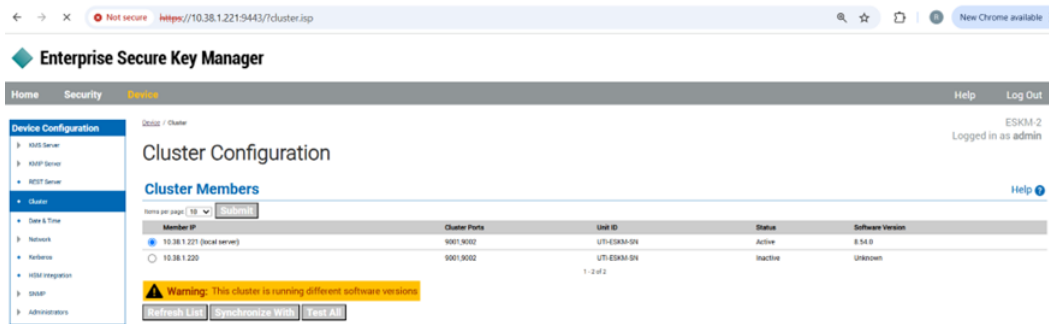 Not secure https://10.38.1.221:9443/?cluster.isp
New Chrome available
Enterprise Secure Key Manager
Home Security Device Help Log Out
ESKM-2
Logged in as admin
Device Configuration
KMS Server
KMIP Server
REST Server
Cluster
Date & Time
Network
Kerberos
HSM Integration
SNMP
Administrators
Device / Cluster
Cluster Configuration
Cluster Members Help
Items per page: 10 Submit
Member IP Cluster Ports Unit ID Status Software Version
10.38.1.221 (local server) 9001,9002 UTI-ESKM-SN Active 8.54.0
10.38.1.220 9001,9002 UTI-ESKM-SN Inactive Unknown
1 - 2 of 2
Warning: This cluster is running different software versions
Refresh List Synchronize With Test All